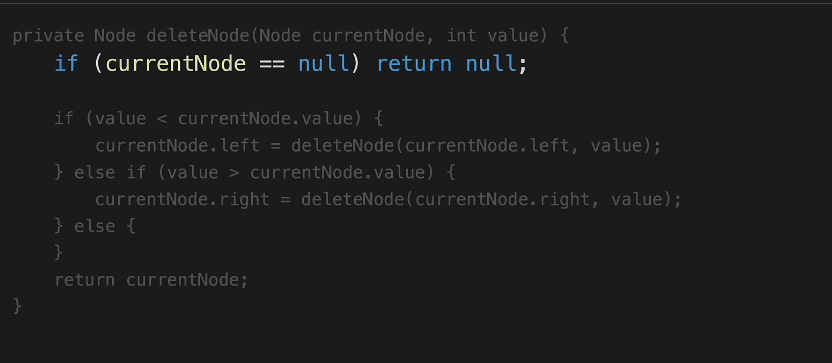 private Node deleteNode(Node currentNode, int value) {
    if (currentNode == null) return null;
    if (value < currentNode.value) {
        currentNode.left = deleteNode(currentNode.left, value);
    } else if (value > currentNode.value) {
        currentNode.right = deleteNode(currentNode.right, value);
    } else {
    }
    return currentNode;
}